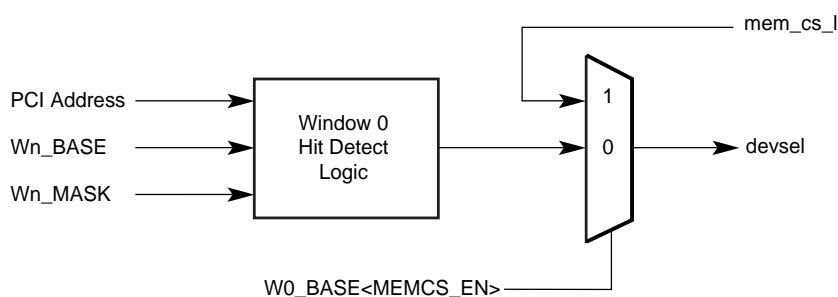 mem_cs_l
PCI Address
Wn_BASE
Wn_MASK
Window 0
Hit Detect
Logic
1
0
devsel
W0_BASE<MEMCS_EN>